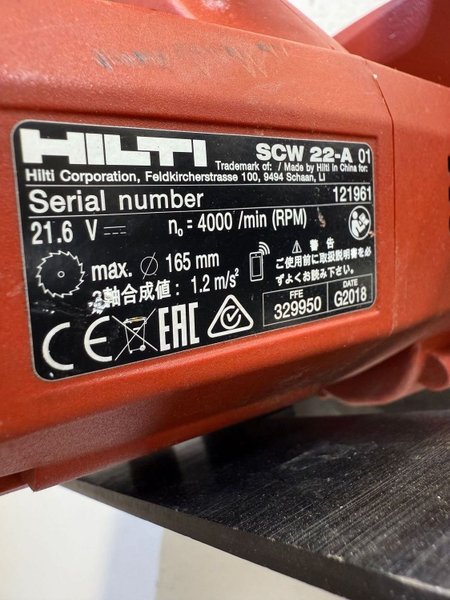 HILTI
SCW 22-A 01
Trademark of: / Made by Hilti in China for:
Hilti Corporation, Feldkircherstrasse 100, 9494 Schaan, LI
Serial number 121961
21.6 V n₀ = 4000 /min (RPM)
max. ∅ 165 mm
3軸合成値: 1.2 m/s²
⚠ 警 告
ご使用前に取扱説明書を
ずよくお読み下さい。
FFE
329950
DATE
G2018
CE EAC